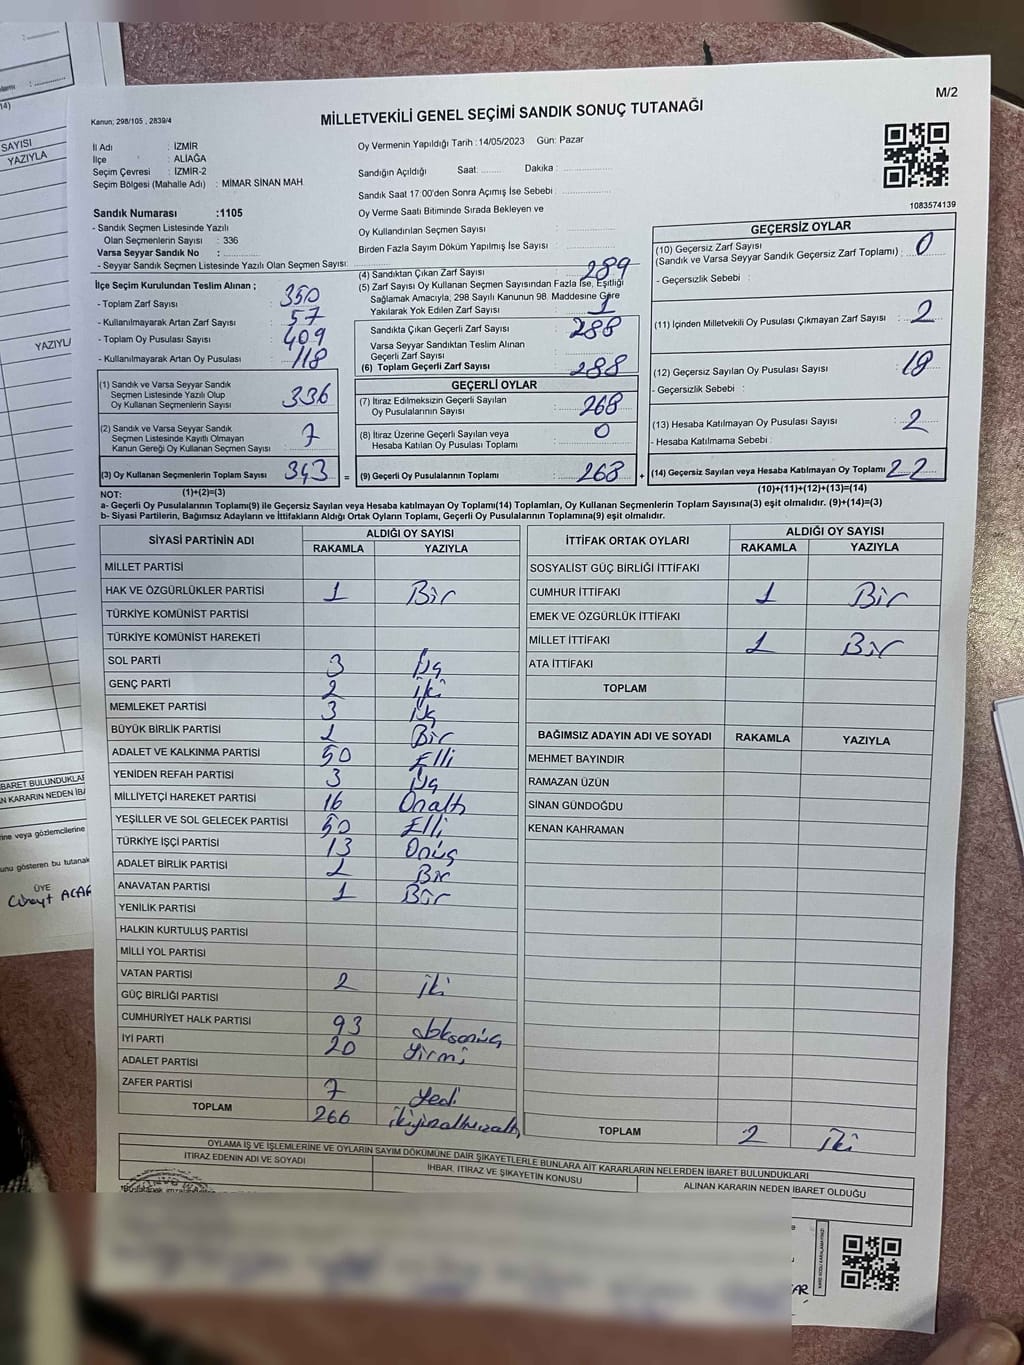 SAYISI
YAZIYLA
YAZIYLA
ÜYE
M/2
Kanun; 298/105 , 2839/4
MİLLETVEKİLİ GENEL SEÇİMİ SANDIK SONUÇ TUTANAĞI
İl Adı : İZMİR
İlçe : ALİAĞA
Seçim Çevresi : İZMİR-2
Seçim Bölgesi (Mahalle Adı) : MİMAR SİNAN MAH.
Sandık Numarası :1105
- Sandık Seçmen Listesinde Yazılı
Olan Seçmenlerin Sayısı : 336
Varsa Seyyar Sandık No :
- Seyyar Sandık Seçmen Listesinde Yazılı Olan Seçmen Sayısı:
Oy Vermenin Yapıldığı Tarih :14/05/2023 Gün: Pazar
Sandığın Açıldığı Saat: Dakika :
Sandık Saat 17:00'den Sonra Açımış İse Sebebi :
Oy Verme Saati Bitiminde Sırada Bekleyen ve
Oy Kullandırılan Seçmen Sayısı :
Birden Fazla Sayım Döküm Yapılmış İse Sayısı :
1083574139
İlçe Seçim Kurulundan Teslim Alınan ;
- Toplam Zarf Sayısı : 350
- Kullanılmayarak Artan Zarf Sayısı : 57
- Toplam Oy Pusulası Sayısı : 409
- Kullanılmayarak Artan Oy Pusulası : 118
(4) Sandıktan Çıkan Zarf Sayısı : 289
(5) Zarf Sayısı Oy Kullanan Seçmen Sayısından Fazla İse, Eşitliği
Sağlamak Amacıyla, 298 Sayılı Kanunun 98. Maddesine Göre
Yakılarak Yok Edilen Zarf Sayısı : 1
Sandıkta Çıkan Geçerli Zarf Sayısı : 288
Varsa Seyyar Sandıktan Teslim Alınan
Geçerli Zarf Sayısı :
(6) Toplam Geçerli Zarf Sayısı : 288
GEÇERSİZ OYLAR
(10) Geçersiz Zarf Sayısı
(Sandık ve Varsa Seyyar Sandık Geçersiz Zarf Toplamı) : 0
- Geçersizlik Sebebi :
(11) İçinden Milletvekili Oy Pusulası Çıkmayan Zarf Sayısı : 2
(12) Geçersiz Sayılan Oy Pusulası Sayısı : 18
- Geçersizlik Sebebi :
(13) Hesaba Katılmayan Oy Pusulası Sayısı : 2
- Hesaba Katılmama Sebebi :
(14) Geçersiz Sayılan veya Hesaba Katılmayan Oy Toplamı 22
(10)+(11)+(12)+(13)=(14)
(1) Sandık ve Varsa Seyyar Sandık
Seçmen Listesinde Yazılı Olup
Oy Kullanan Seçmenlerin Sayısı : 336
(2) Sandık ve Varsa Seyyar Sandık
Seçmen Listesinde Kayıtlı Olmayan
Kanun Gereği Oy Kullanan Seçmen Sayısı : 7
(3) Oy Kullanan Seçmenlerin Toplam Sayısı : 343 =
GEÇERLİ OYLAR
(7) İtiraz Edilmeksizin Geçerli Sayılan
Oy Pusulalarının Sayısı : 268
(8) İtiraz Üzerine Geçerli Sayılan veya
Hesaba Katılan Oy Pusulası Toplamı : 0
(9) Geçerli Oy Pusulalarının Toplamı : 268 +
NOT: (1)+(2)=(3)
a- Geçerli Oy Pusulalarının Toplamı(9) ile Geçersiz Sayılan veya Hesaba katılmayan Oy Toplamı(14) Toplamları, Oy Kullanan Seçmenlerin Toplam Sayısına(3) eşit olmalıdır. (9)+(14)=(3)
b- Siyasi Partilerin, Bağımsız Adayların ve İttifakların Aldığı Ortak Oyların Toplamı, Geçerli Oy Pusulalarının Toplamına(9) eşit olmalıdır.
SİYASİ PARTİNİN ADI ALDIĞI OY SAYISI
RAKAMLA YAZIYLA
MİLLET PARTİSİ
HAK VE ÖZGÜRLÜKLER PARTİSİ 1 Bir
TÜRKİYE KOMÜNİST PARTİSİ
TÜRKİYE KOMÜNİST HAREKETİ
SOL PARTİ 3 Üç
GENÇ PARTİ 2 İki
MEMLEKET PARTİSİ 3 Üç
BÜYÜK BİRLİK PARTİSİ 1 Bir
ADALET VE KALKINMA PARTİSİ 50 Elli
YENİDEN REFAH PARTİSİ 3 Üç
MİLLİYETÇİ HAREKET PARTİSİ 16 Onaltı
YEŞİLLER VE SOL GELECEK PARTİSİ 50 Elli
TÜRKİYE İŞÇİ PARTİSİ 13 Onüç
ADALET BİRLİK PARTİSİ 1 Bir
ANAVATAN PARTİSİ 1 Bir
YENİLİK PARTİSİ
HALKIN KURTULUŞ PARTİSİ
MİLLİ YOL PARTİSİ
VATAN PARTİSİ 2 İki
GÜÇ BİRLİĞİ PARTİSİ
CUMHURİYET HALK PARTİSİ 93 doksanüç
İYİ PARTİ 20 Yirmi
ADALET PARTİSİ
ZAFER PARTİSİ 7 Yedi
TOPLAM 266 ikiyüzaltmışaltı
İTTİFAK ORTAK OYLARI ALDIĞI OY SAYISI
RAKAMLA YAZIYLA
SOSYALİST GÜÇ BİRLİĞİ İTTİFAKI
CUMHUR İTTİFAKI 1 Bir
EMEK VE ÖZGÜRLÜK İTTİFAKI
MİLLET İTTİFAKI 1 Bir
ATA İTTİFAKI
TOPLAM
BAĞIMSIZ ADAYIN ADI VE SOYADI RAKAMLA YAZIYLA
MEHMET BAYINDIR
RAMAZAN ÜZÜN
SİNAN GÜNDOĞDU
KENAN KAHRAMAN
TOPLAM 2 İki
OYLAMA İŞ VE İŞLEMLERİNE VE OYLARIN SAYIM DÖKÜMÜNE DAİR ŞİKAYETLERLE BUNLARA AİT KARARLARIN NELERDEN İBARET BULUNDUKLARI
İTİRAZ EDENİN ADI VE SOYADI İHBAR, İTİRAZ VE ŞİKAYETİN KONUSU ALINAN KARARIN NEDEN İBARET OLDUĞU